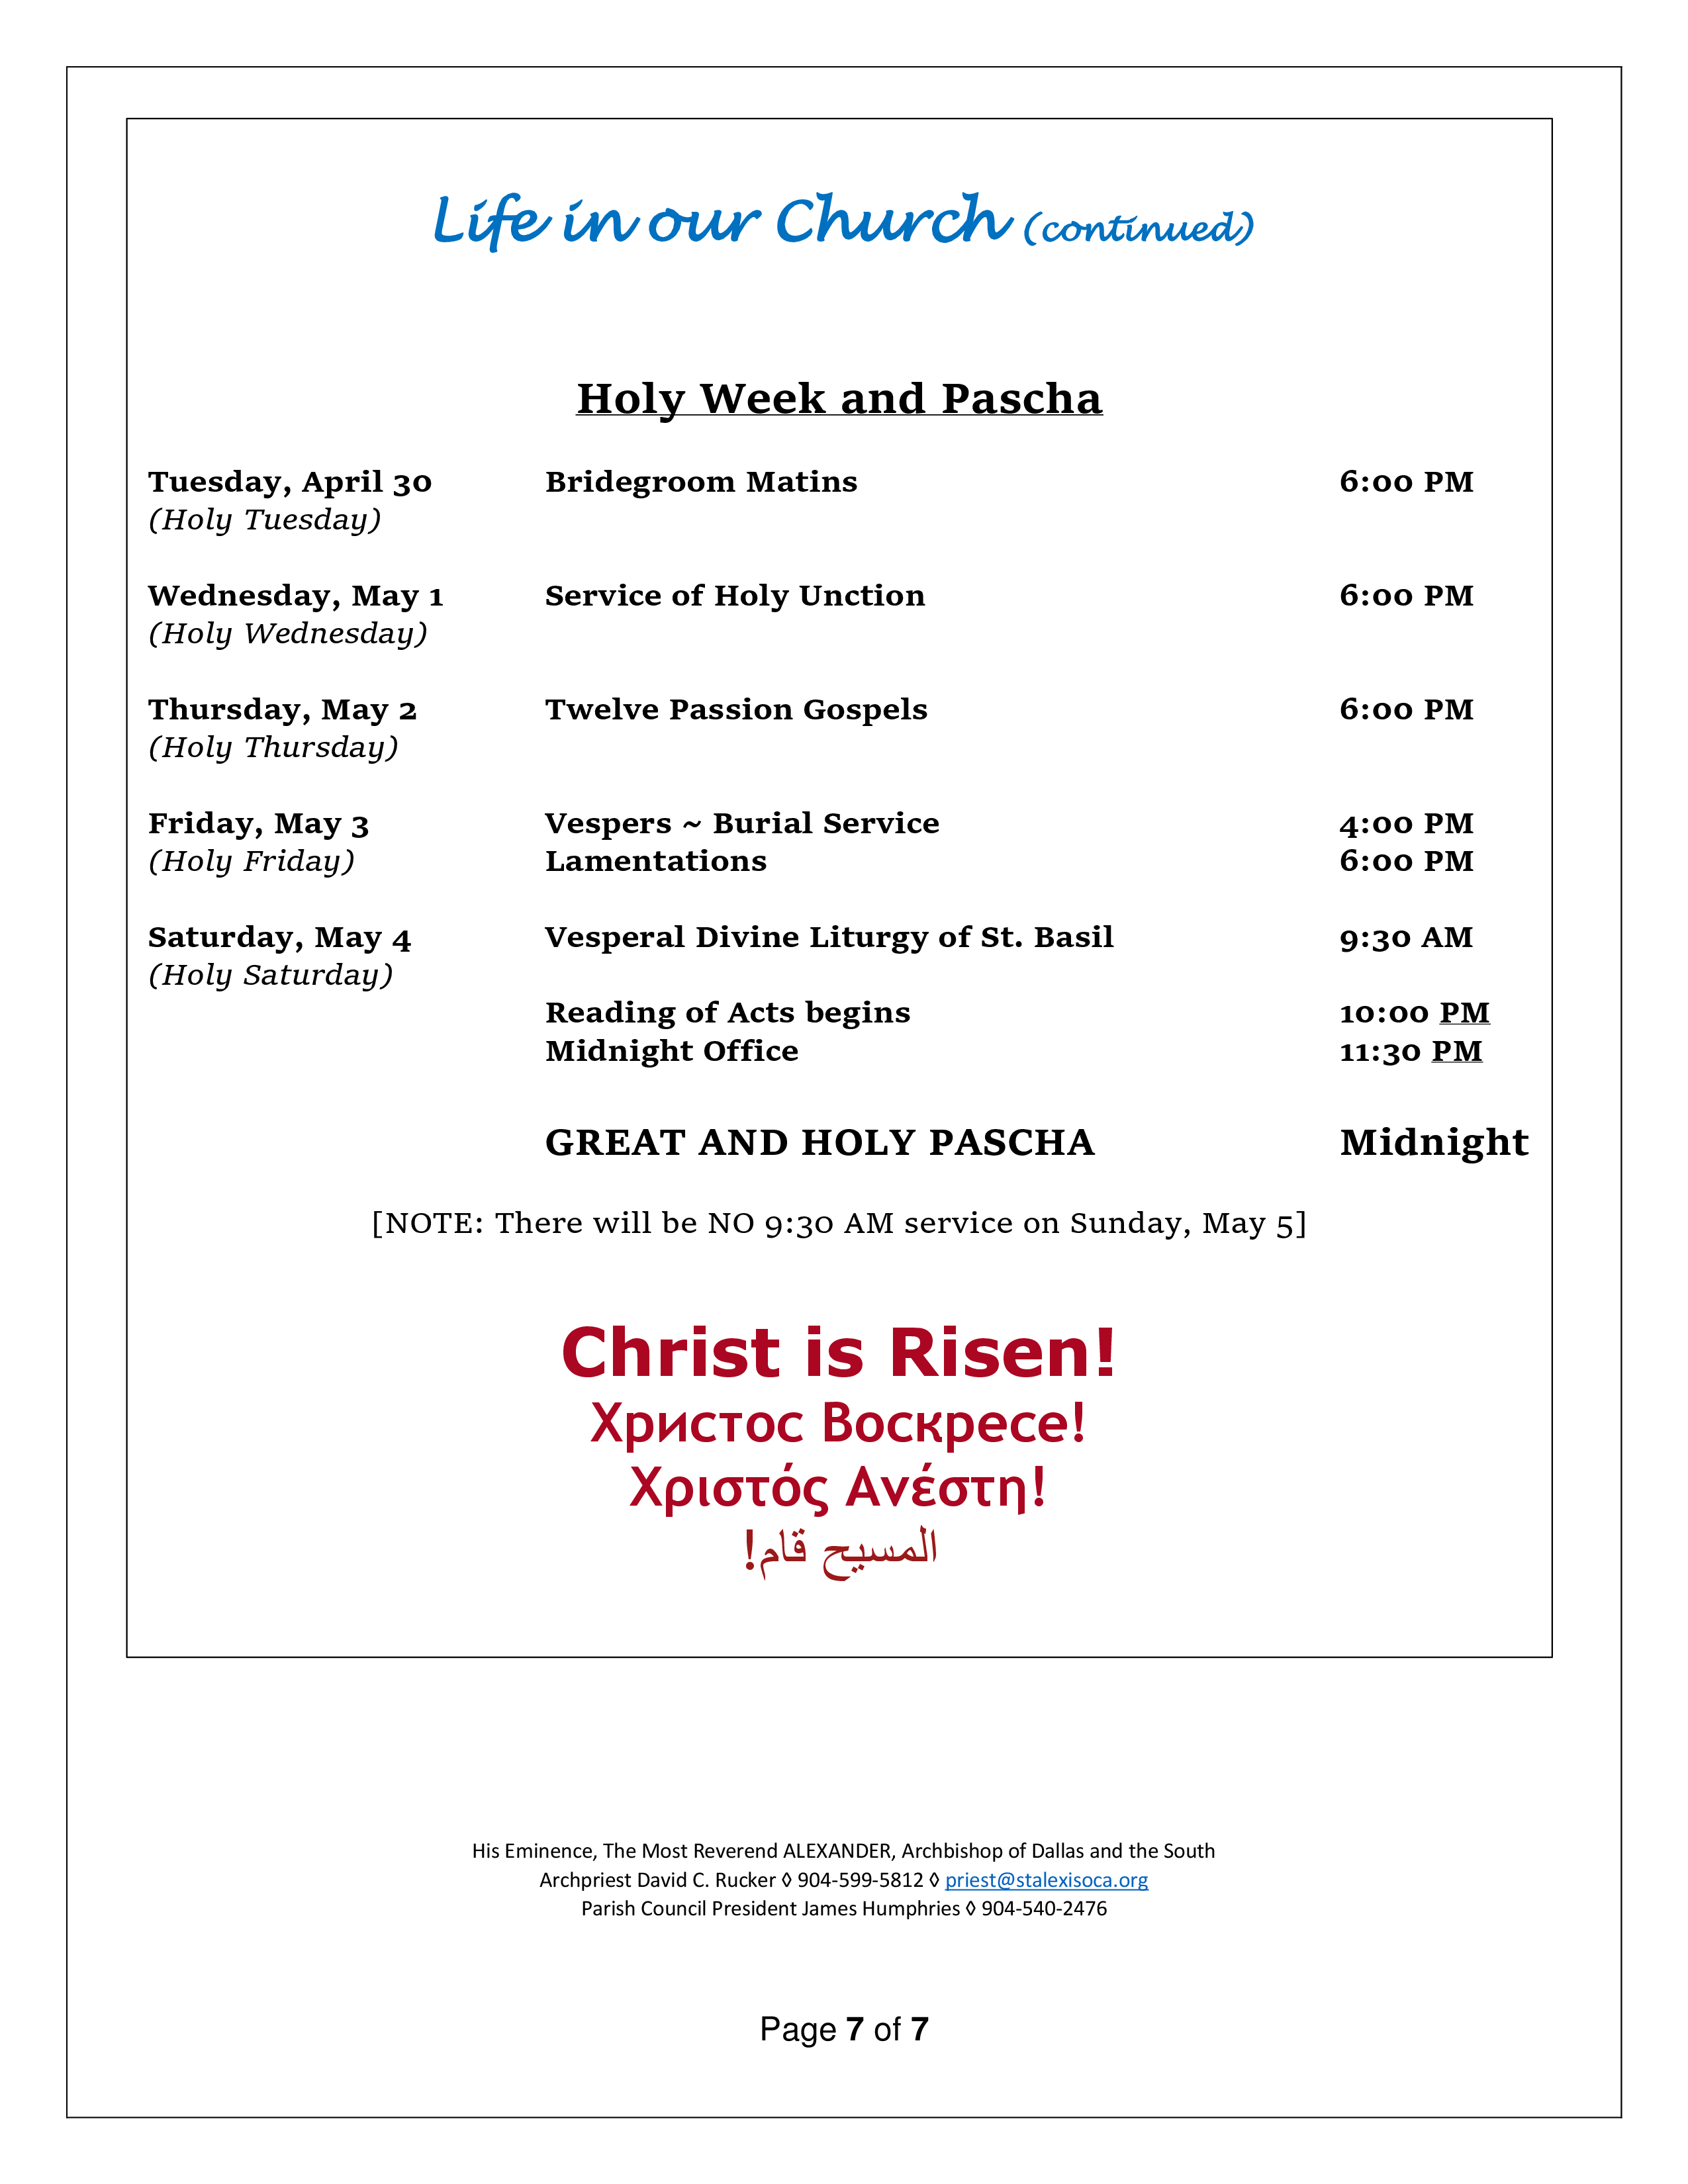 Life in our Church (continued)
Holy Week and Pascha
Tuesday, April 30 Bridegroom Matins 6:00 PM
(Holy Tuesday)
Wednesday, May 1 Service of Holy Unction 6:00 PM
(Holy Wednesday)
Thursday, May 2 Twelve Passion Gospels 6:00 PM
(Holy Thursday)
Friday, May 3 Vespers ~ Burial Service 4:00 PM
(Holy Friday) Lamentations 6:00 PM
Saturday, May 4 Vesperal Divine Liturgy of St. Basil 9:30 AM
(Holy Saturday)
Reading of Acts begins 10:00 PM
Midnight Office 11:30 PM
GREAT AND HOLY PASCHA Midnight
[NOTE: There will be NO 9:30 AM service on Sunday, May 5]
Christ is Risen!
Христос Воскресе!
Χριστός Ανέστη!
المسيح قام!
His Eminence, The Most Reverend ALEXANDER, Archbishop of Dallas and the South
Archpriest David C. Rucker ◊ 904-599-5812 ◊ priest@stalexisoca.org
Parish Council President James Humphries ◊ 904-540-2476
Page 7 of 7